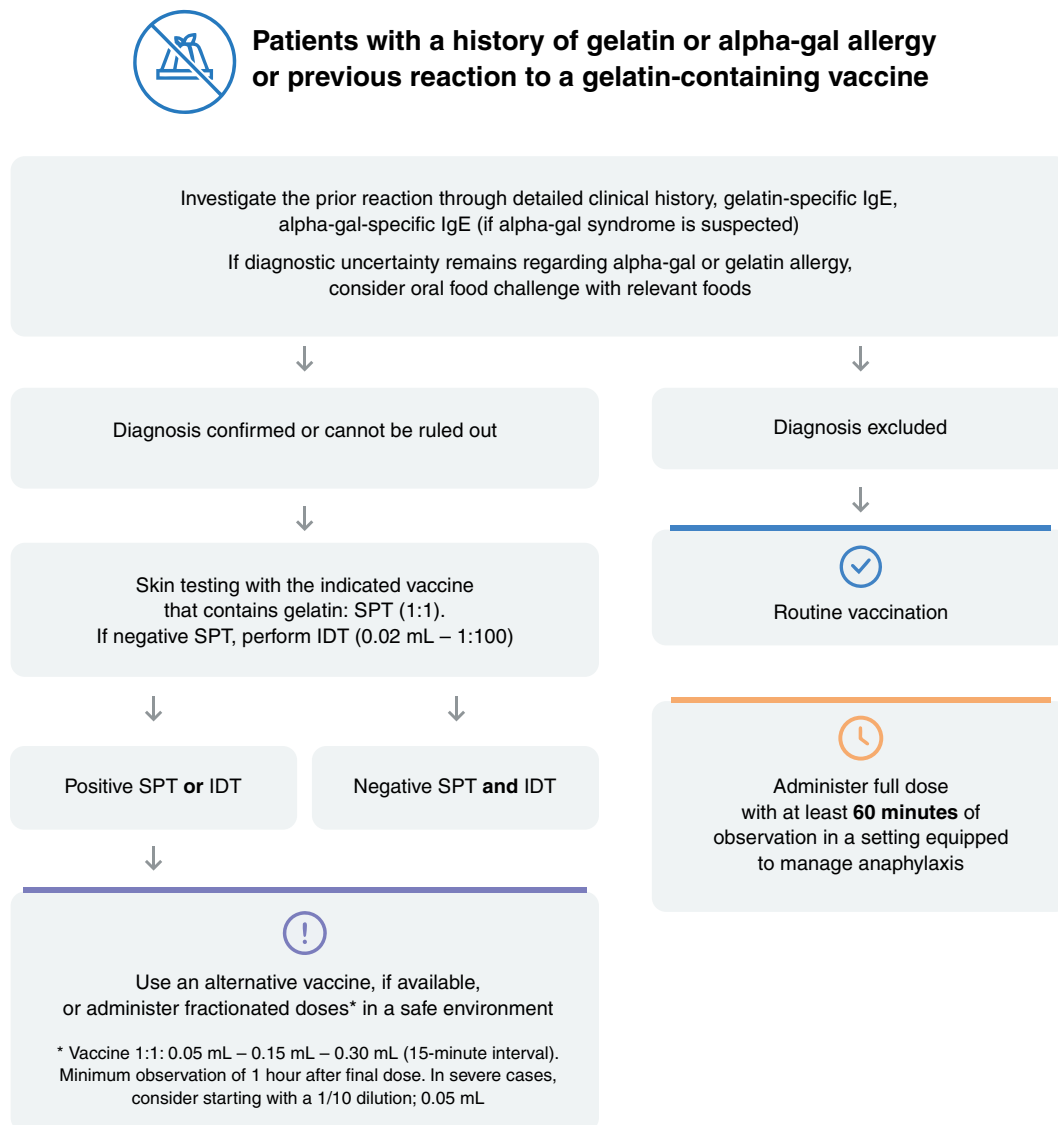 Patients with a history of gelatin or alpha-gal allergy
or previous reaction to a gelatin-containing vaccine
Investigate the prior reaction through detailed clinical history, gelatin-specific IgE,
alpha-gal-specific IgE (if alpha-gal syndrome is suspected)
If diagnostic uncertainty remains regarding alpha-gal or gelatin allergy,
consider oral food challenge with relevant foods
Diagnosis confirmed or cannot be ruled out
Diagnosis excluded
Skin testing with the indicated vaccine
that contains gelatin: SPT (1:1).
If negative SPT, perform IDT (0.02 mL – 1:100)
Routine vaccination
Positive SPT or IDT
Negative SPT and IDT
Administer full dose
with at least 60 minutes of
observation in a setting equipped
to manage anaphylaxis
Use an alternative vaccine, if available,
or administer fractionated doses* in a safe environment
* Vaccine 1:1: 0.05 mL – 0.15 mL – 0.30 mL (15-minute interval).
Minimum observation of 1 hour after final dose. In severe cases,
consider starting with a 1/10 dilution; 0.05 mL